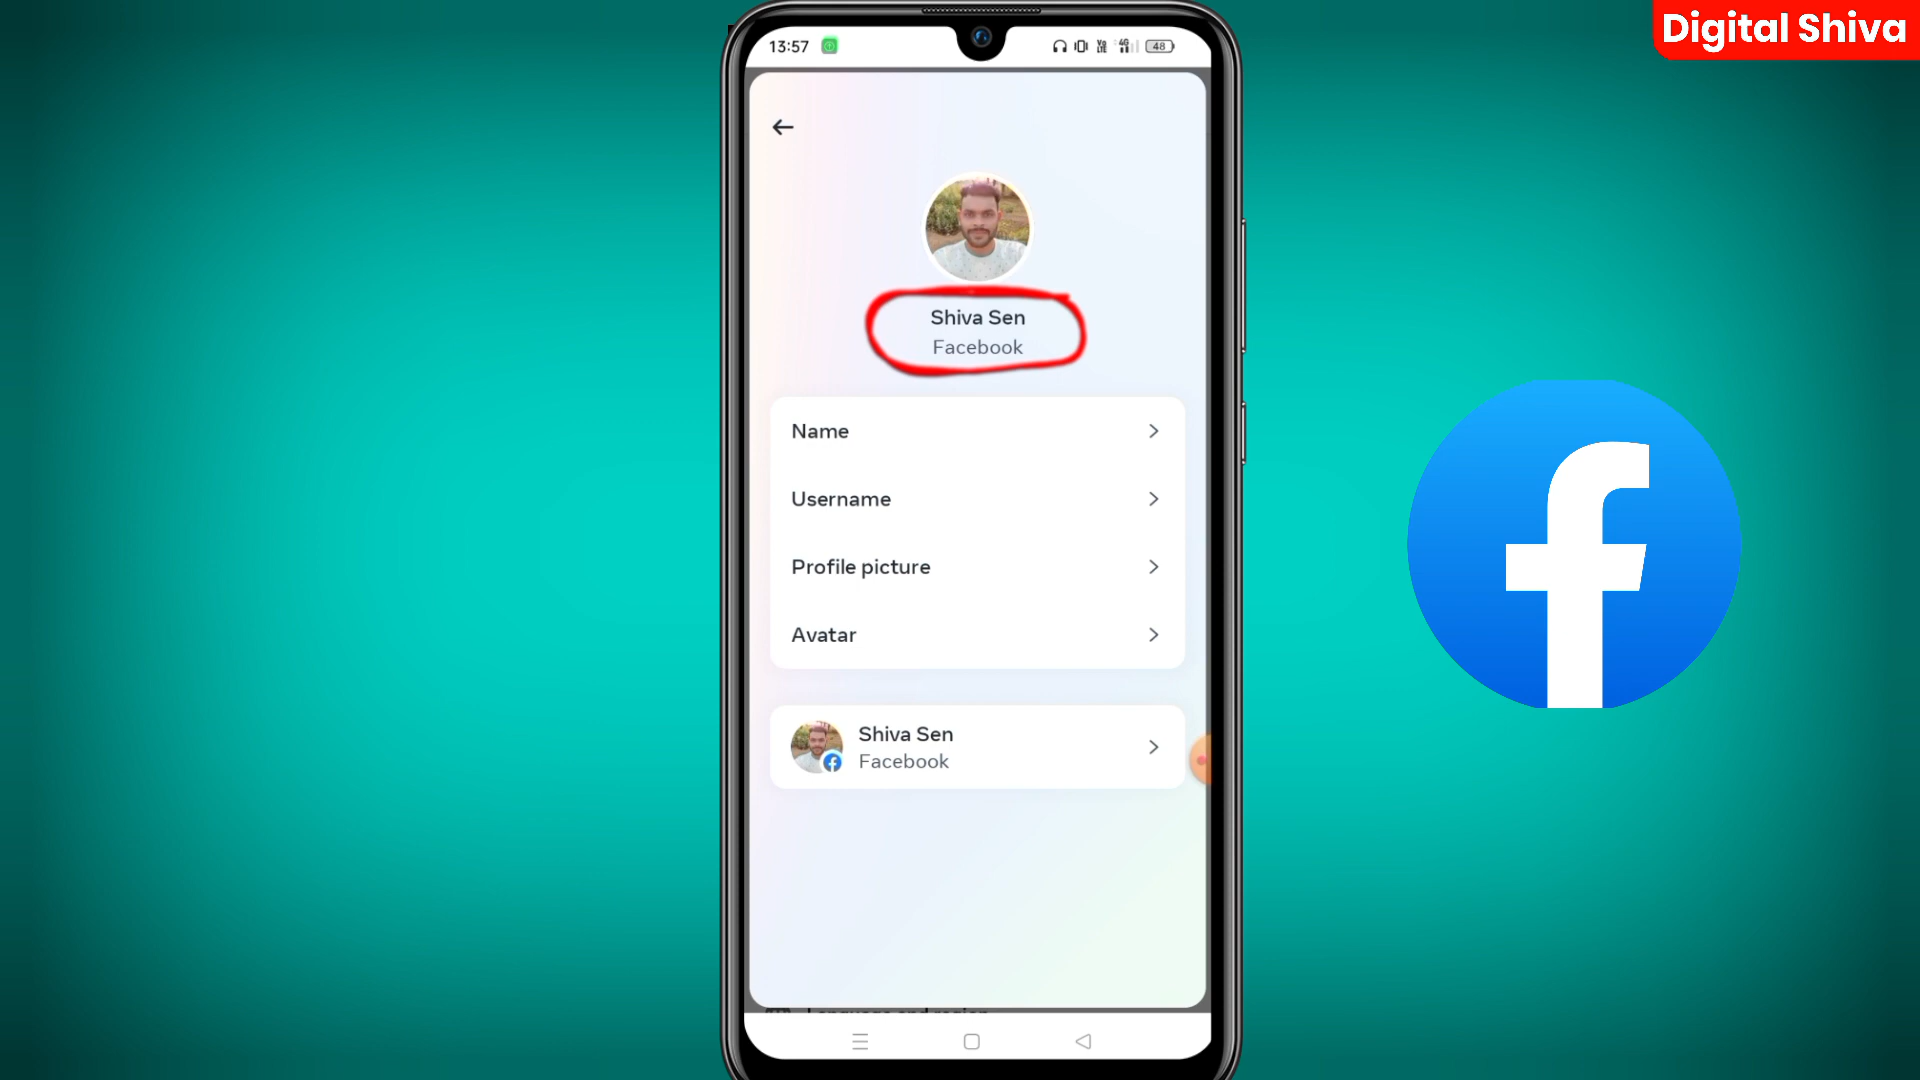 Digital Shiva
13:57
48
Shiva Sen
Facebook
Name
Username
Profile picture
Avatar
Shiva Sen
Facebook